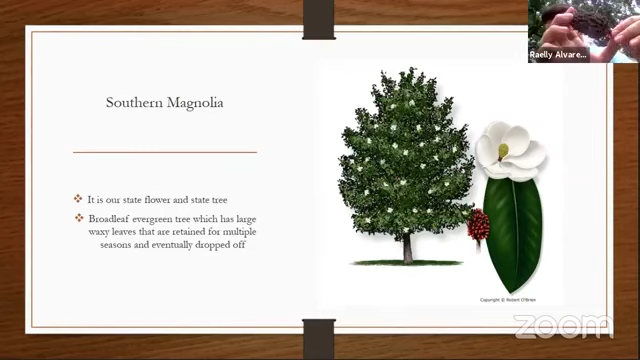 Raelly Alvare...
Southern Magnolia
It is our state flower and state tree
Broadleaf evergreen tree which has large
waxy leaves that are retained for multiple
seasons and eventually dropped off
Copyright © Robert O'Brien
zoom